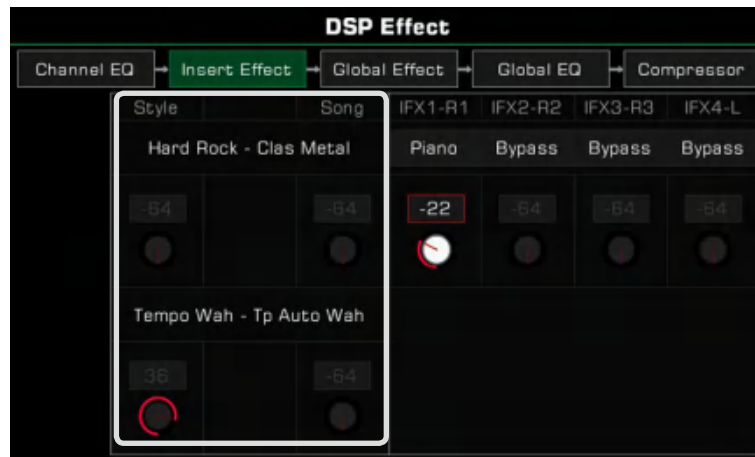 DSP Effect
Channel EQ Insert Effect Global Effect Global EQ Compressor
Style Song IFX1-R1 IFX2-R2 IFX3-R3 IFX4-L
Hard Rock - Clas Metal Piano Bypass Bypass Bypass
-64 -64 -22 -64 -64 -64
Tempo Wah - Tp Auto Wah
36 -64